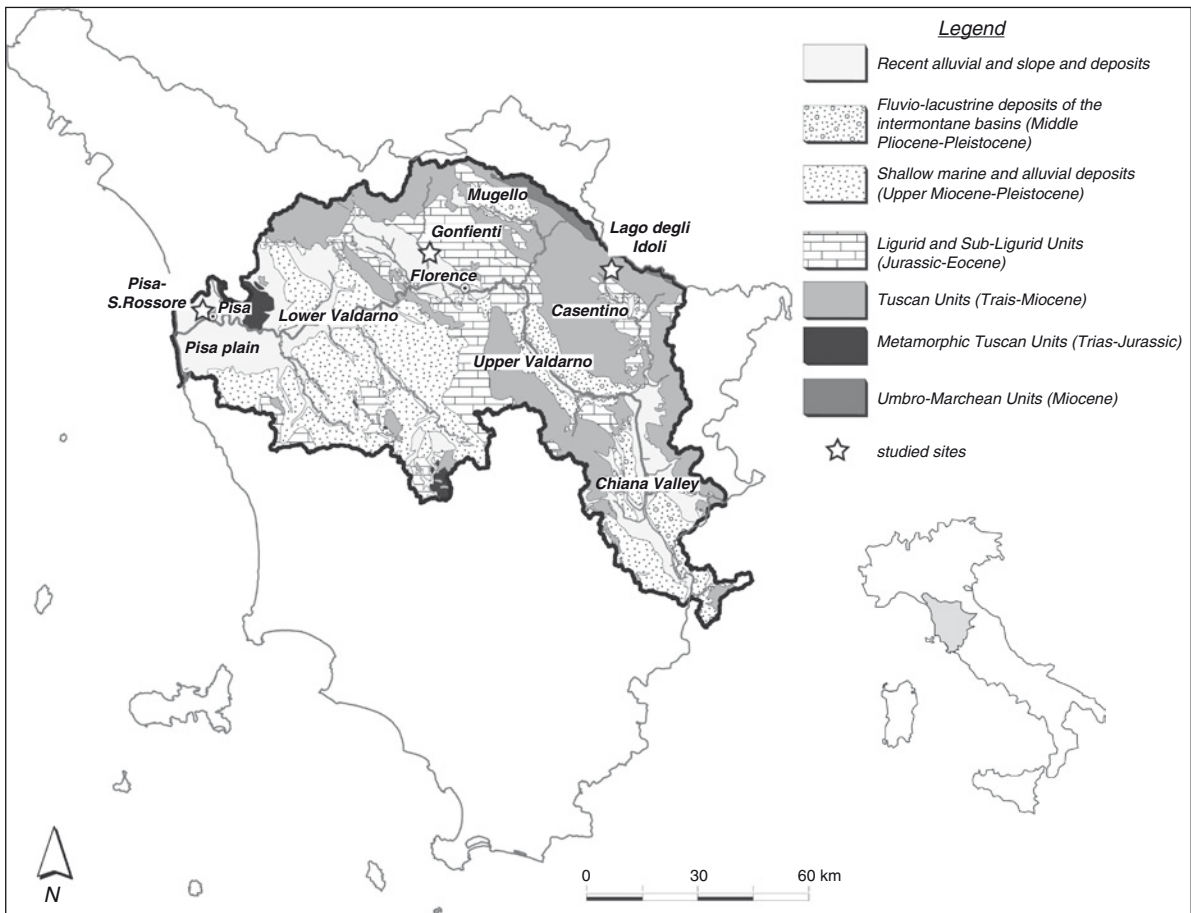 Legend
Recent alluvial and slope and deposits
Fluvio-lacustrine deposits of the
intermontane basins (Middle
Pliocene-Pleistocene)
Shallow marine and alluvial deposits
(Upper Miocene-Pleistocene)
Ligurid and Sub-Ligurid Units
(Jurassic-Eocene)
Tuscan Units (Trais-Miocene)
Metamorphic Tuscan Units (Trias-Jurassic)
Umbro-Marchean Units (Miocene)
studied sites
Mugello
Gonfienti
Lago degli
Idoli
Florence
Pisa-
S.Rossore
Pisa
Lower Valdarno
Casentino
Pisa plain
Upper Valdarno
Chiana Valley
N
0 30 60 km